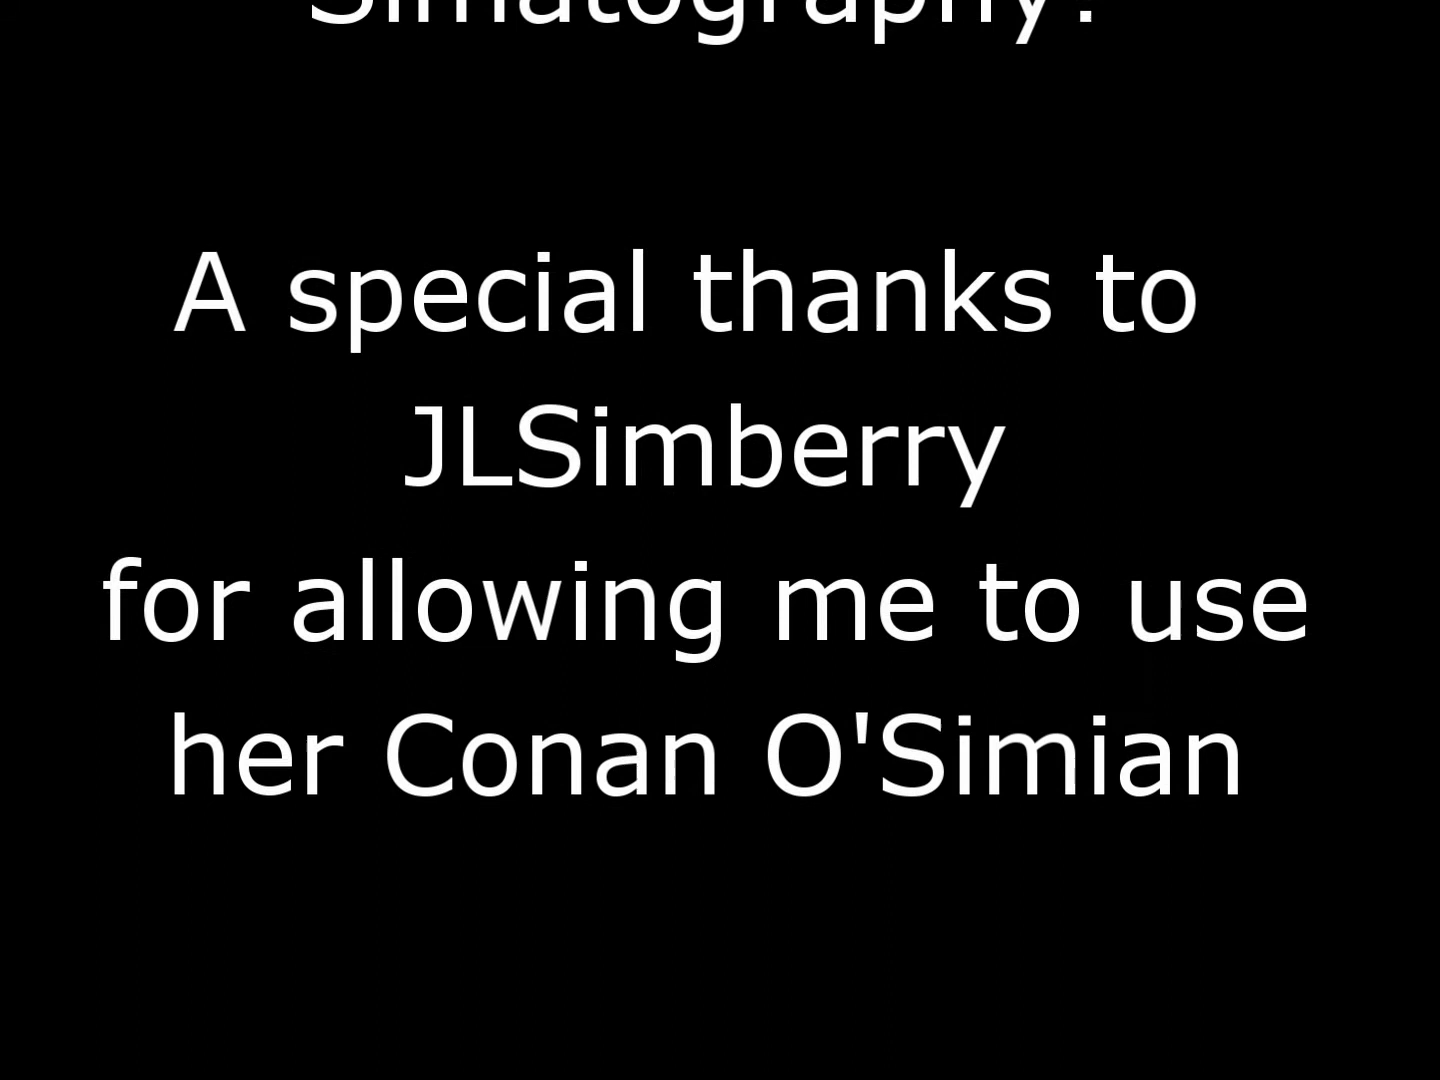 Simatography!
A special thanks to
JLSimberry
for allowing me to use
her Conan O'Simian